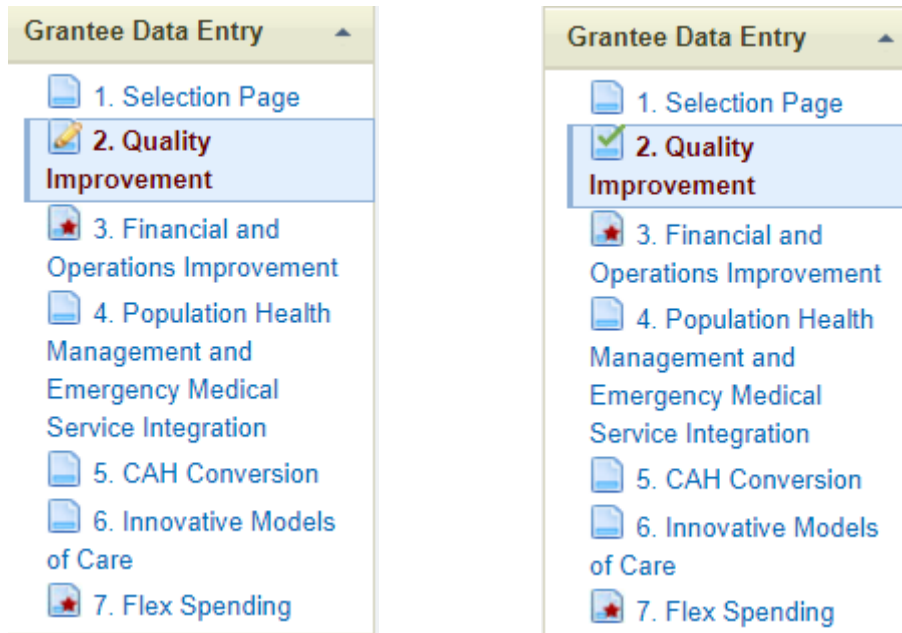 Grantee Data Entry
1. Selection Page
2. Quality
Improvement
3. Financial and
Operations Improvement
4. Population Health
Management and
Emergency Medical
Service Integration
5. CAH Conversion
6. Innovative Models
of Care
7. Flex Spending
Grantee Data Entry
1. Selection Page
2. Quality
Improvement
3. Financial and
Operations Improvement
4. Population Health
Management and
Emergency Medical
Service Integration
5. CAH Conversion
6. Innovative Models
of Care
7. Flex Spending